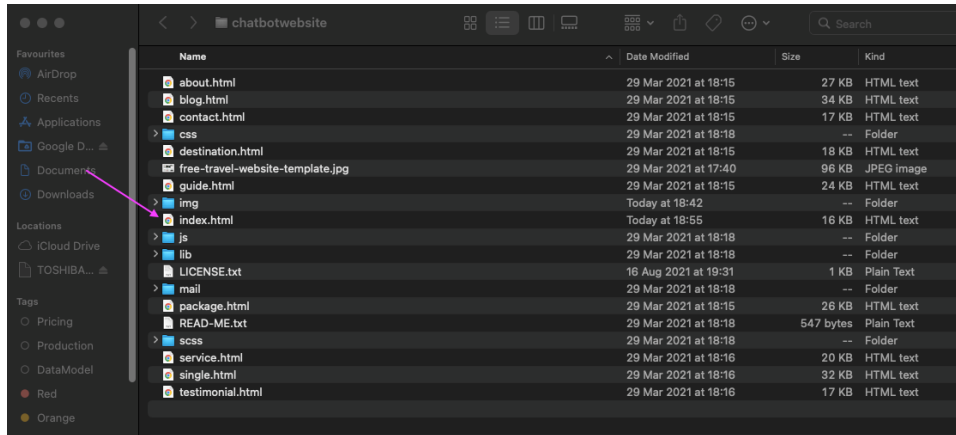 chatbotwebsite
Search
Favourites
AirDrop
Recents
Applications
Google D...
Documents
Downloads
Locations
iCloud Drive
TOSHIBA...
Tags
Pricing
Production
DataModel
Red
Orange
Name Date Modified Size Kind
about.html 29 Mar 2021 at 18:15 27 KB HTML text
blog.html 29 Mar 2021 at 18:15 34 KB HTML text
contact.html 29 Mar 2021 at 18:15 17 KB HTML text
css 29 Mar 2021 at 18:18 -- Folder
destination.html 29 Mar 2021 at 18:15 18 KB HTML text
free-travel-website-template.jpg 29 Mar 2021 at 17:40 96 KB JPEG image
guide.html 29 Mar 2021 at 18:15 24 KB HTML text
img Today at 18:42 -- Folder
index.html Today at 18:55 16 KB HTML text
js 29 Mar 2021 at 18:18 -- Folder
lib 29 Mar 2021 at 18:18 -- Folder
LICENSE.txt 16 Aug 2021 at 19:31 1 KB Plain Text
mail 29 Mar 2021 at 18:18 -- Folder
package.html 29 Mar 2021 at 18:15 26 KB HTML text
READ-ME.txt 29 Mar 2021 at 18:18 547 bytes Plain Text
scss 29 Mar 2021 at 18:18 -- Folder
service.html 29 Mar 2021 at 18:16 20 KB HTML text
single.html 29 Mar 2021 at 18:16 32 KB HTML text
testimonial.html 29 Mar 2021 at 18:16 17 KB HTML text